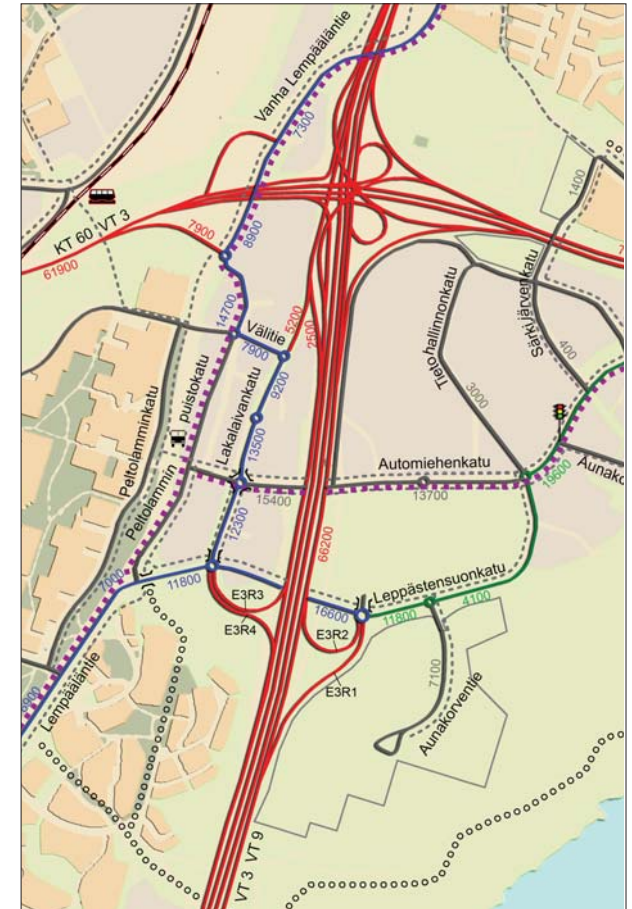 Vanha Lempääläntie
7300
1400
KT 60 VT 3
7900
8900
61900
14700
Välitie
7900
5200
2500
Tietohallinnonkatu
Särkijärvenkatu
400
Peltolamminkatu
Peltolammin
puistokatu
Lakalaivankatu
9200
13500
3000
Automiehenkatu
15400
13700
19600
12300
66200
7000
11800
E3R3
E3R4
16600
E3R2
E3R1
Leppästensuonkatu
11800
4100
7100
Aunakorventie
Lempääläntie
VT 3 VT 9